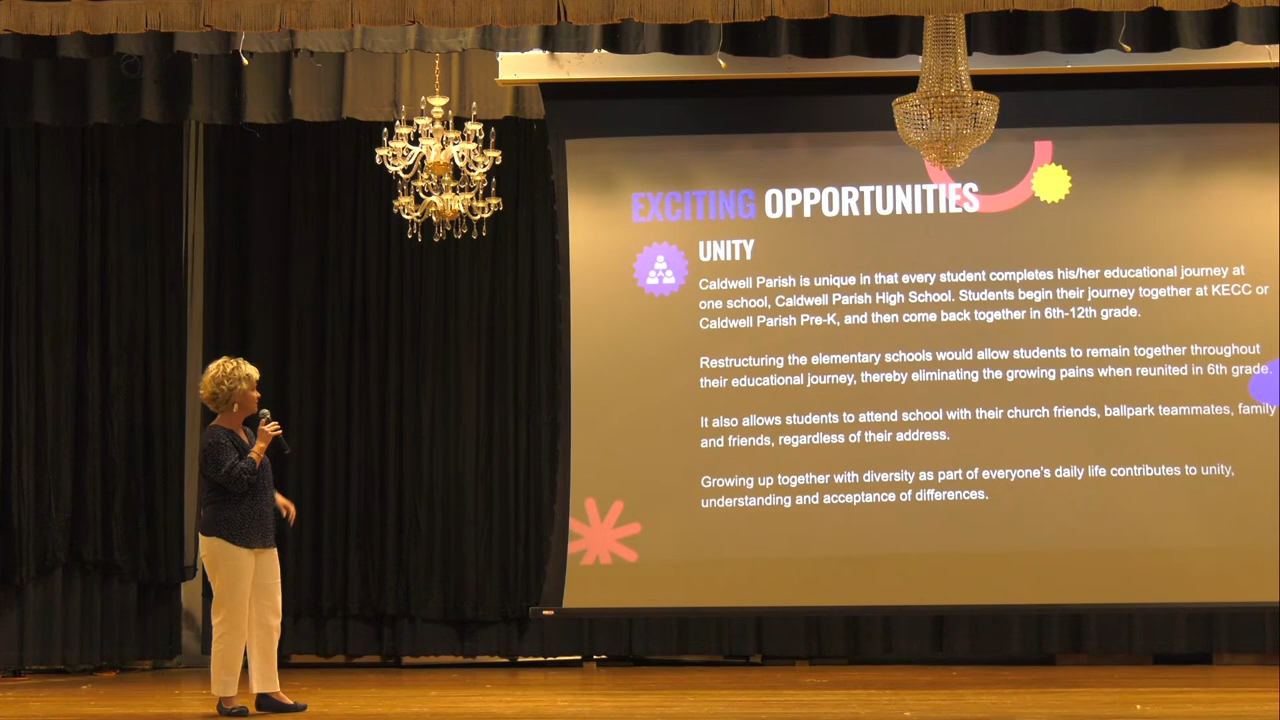 EXCITING OPPORTUNITIES
UNITY
Caldwell Parish is unique in that every student completes his/her educational journey at
one school, Caldwell Parish High School. Students begin their journey together at KECC or
Caldwell Parish Pre-K, and then come back together in 6th-12th grade.
Restructuring the elementary schools would allow students to remain together throughout
their educational journey, thereby eliminating the growing pains when reunited in 6th grade.
It also allows students to attend school with their church friends, ballpark teammates, family
and friends, regardless of their address.
Growing up together with diversity as part of everyone's daily life contributes to unity,
understanding and acceptance of differences.